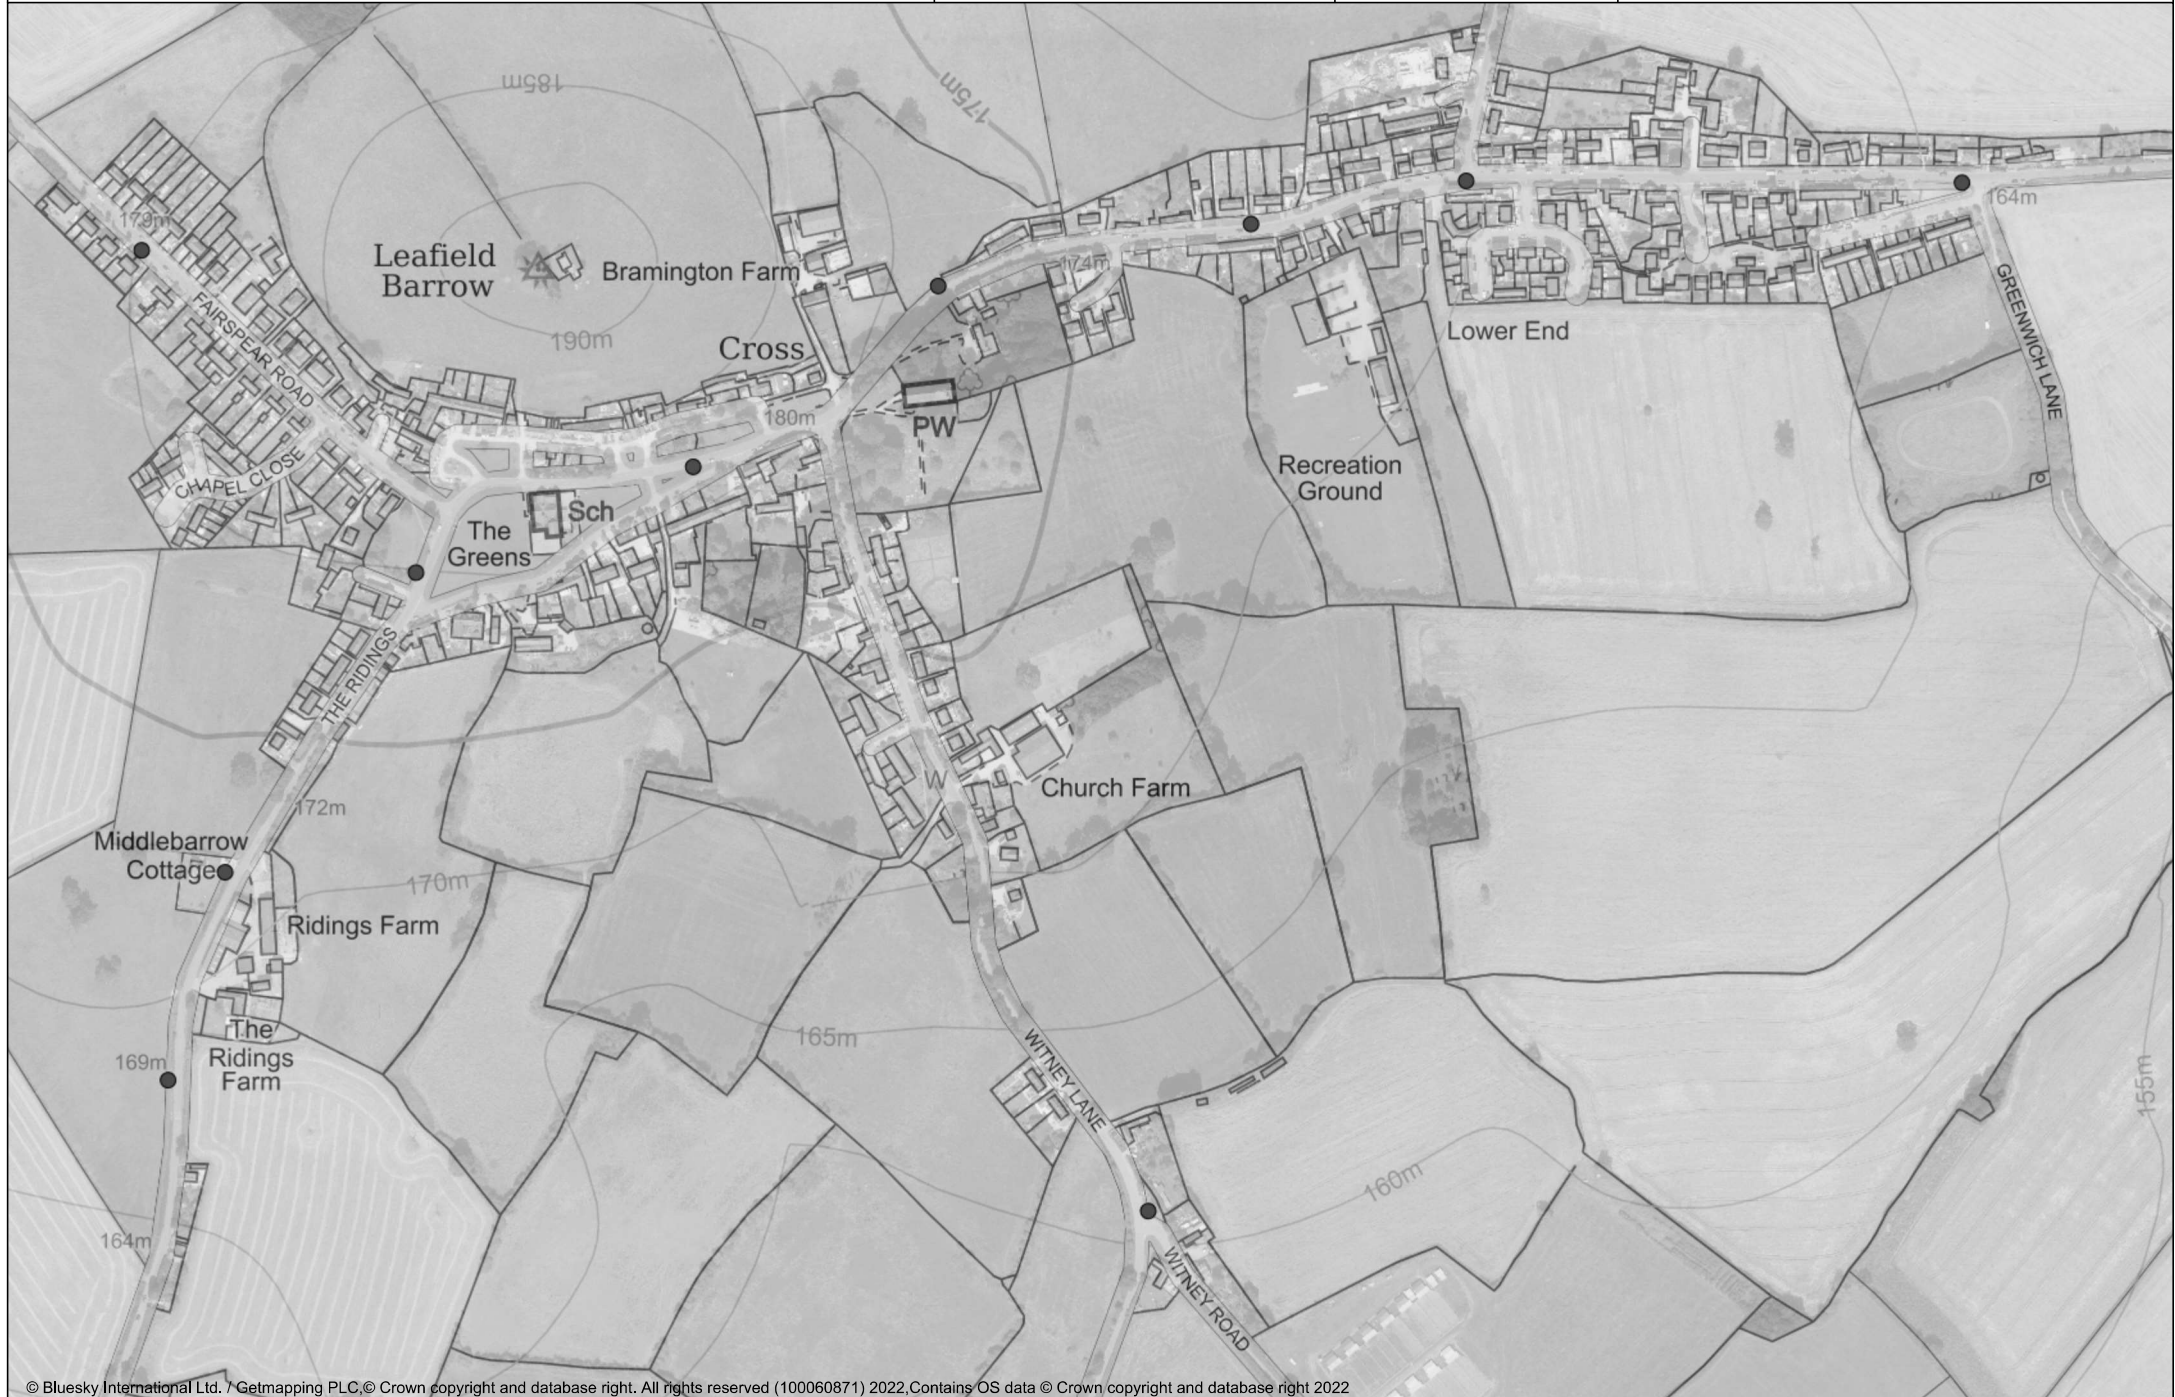 185m
175m
179m
164m
Leafield
Barrow
Bramington Farm
174m
FAIRSPEAR ROAD
GREENWICH LANE
190m
Cross
Lower End
180m
PW
CHAPEL CLOSE
Recreation
Ground
Sch
The
Greens
THE RIDINGS
W
Church Farm
172m
Middlebarrow
Cottage
170m
Ridings Farm
The
Ridings
Farm
165m
169m
WITNEY LANE
155m
160m
164m
WITNEY ROAD
© Bluesky International Ltd. / Getmapping PLC,© Crown copyright and database right. All rights reserved (100060871) 2022,Contains OS data © Crown copyright and database right 2022